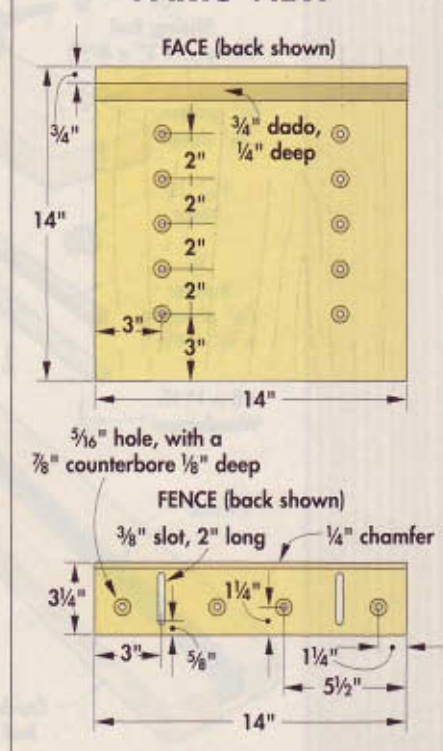 FACE (back shown)
3/4"
3/4" dado,
1/4" deep
2"
2"
14"
2"
2"
3"
3"
14"
5/16" hole, with a
7/8" counterbore 1/8" deep
FENCE (back shown)
3/8" slot, 2" long
1/4" chamfer
3 1/4"
1 1/4"
3"
5/8"
1 1/4"
5 1/2"
14"